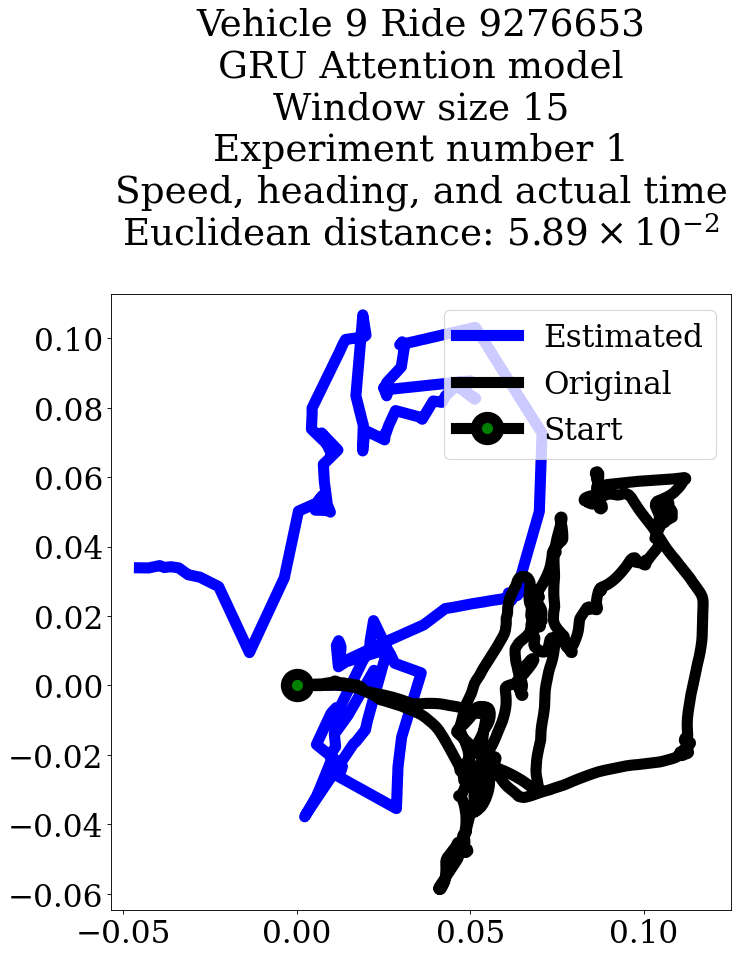 Vehicle 9 Ride 9276653
GRU Attention model
Window size 15
Experiment number 1
Speed, heading, and actual time
Euclidean distance: 5.89 × 10⁻²
Estimated
Original
Start
0.10
0.08
0.06
0.04
0.02
0.00
−0.02
−0.04
−0.06
−0.05 0.00 0.05 0.10